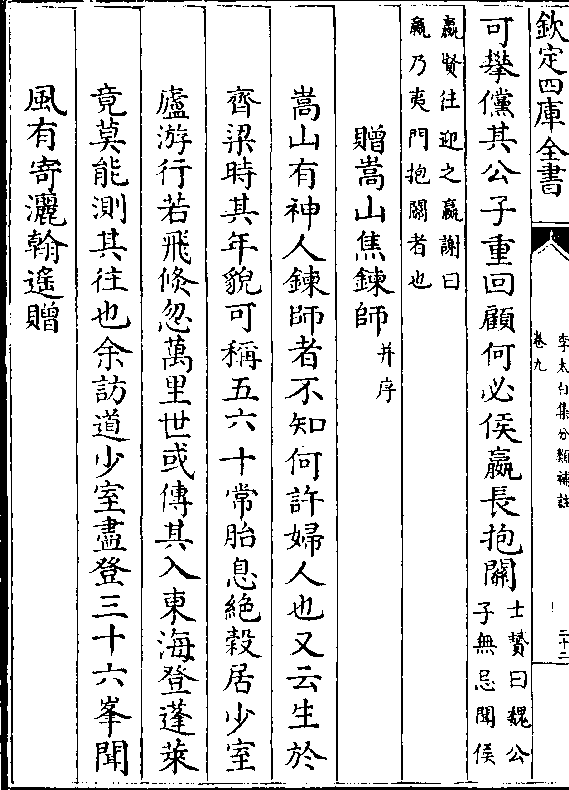 欽定四庫全書
李太白集分類補註
卷九
二十二
可攀儻其公子重回顧何必侯嬴長抱關士贇曰魏公
子無忌聞侯
嬴賢往迎之嬴謝曰
嬴乃夷門抱關者也
贈嵩山焦鍊師并序
嵩山有神人鍊師者不知何許婦人也又云生於
齊梁時其年貌可稱五六十常胎息絶穀居少室
廬游行若飛倐忽萬里世或傳其入東海登蓬萊
竟莫能測其往也余訪道少室盡登三十六峯聞
風有寄灑翰遙贈